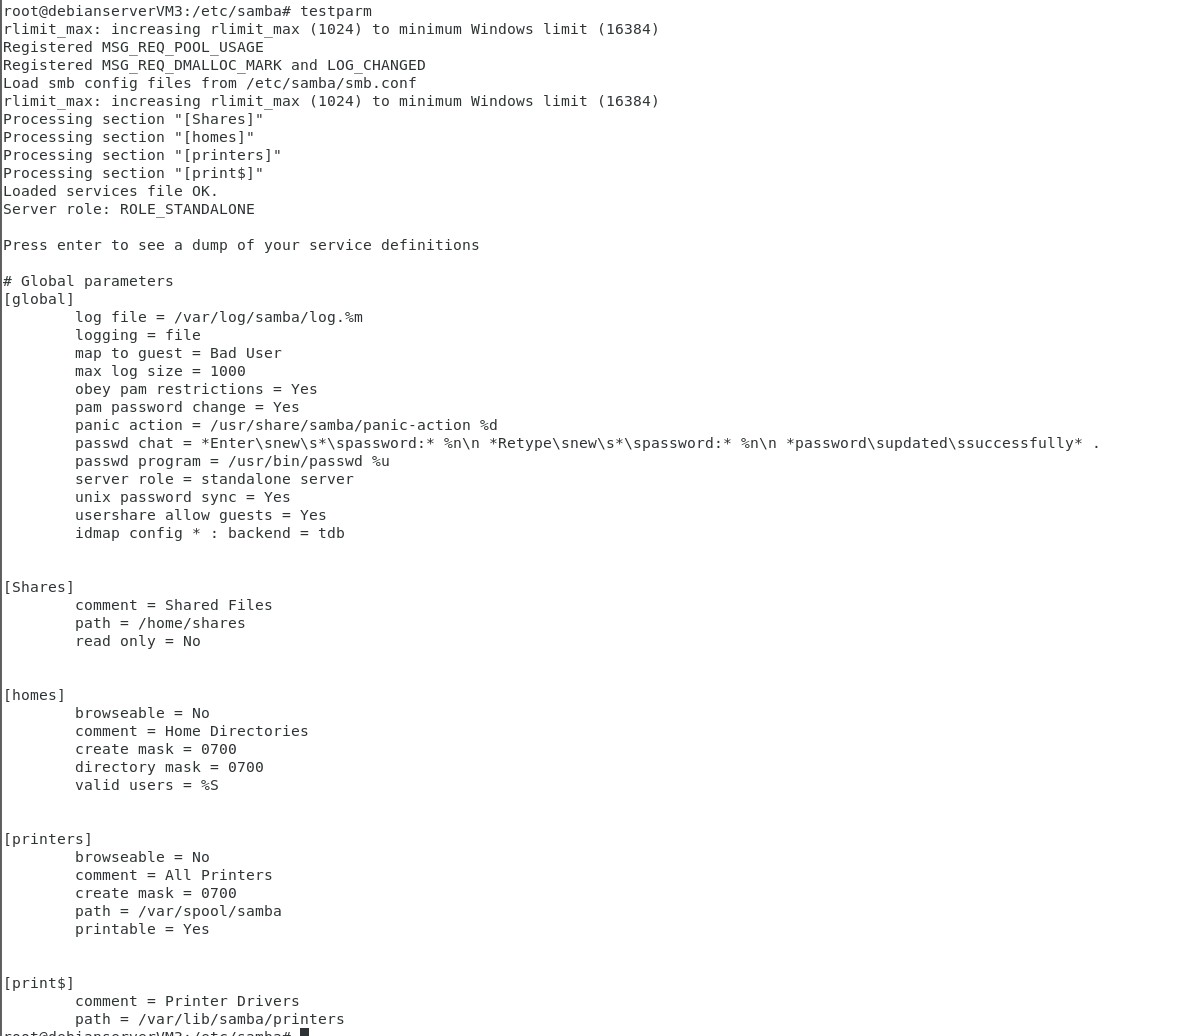 root@debianserverVM3:/etc/samba# testparm
rlimit_max: increasing rlimit_max (1024) to minimum Windows limit (16384)
Registered MSG_REQ_POOL_USAGE
Registered MSG_REQ_DMALLOC_MARK and LOG_CHANGED
Load smb config files from /etc/samba/smb.conf
rlimit_max: increasing rlimit_max (1024) to minimum Windows limit (16384)
Processing section "[Shares]"
Processing section "[homes]"
Processing section "[printers]"
Processing section "[print$]"
Loaded services file OK.
Server role: ROLE_STANDALONE

Press enter to see a dump of your service definitions

# Global parameters
[global]
        log file = /var/log/samba/log.%m
        logging = file
        map to guest = Bad User
        max log size = 1000
        obey pam restrictions = Yes
        pam password change = Yes
        panic action = /usr/share/samba/panic-action %d
        passwd chat = *Enter\snew\s*\spassword:* %n\n *Retype\snew\s*\spassword:* %n\n *password\supdated\ssuccessfully* .
        passwd program = /usr/bin/passwd %u
        server role = standalone server
        unix password sync = Yes
        usershare allow guests = Yes
        idmap config * : backend = tdb

[Shares]
        comment = Shared Files
        path = /home/shares
        read only = No

[homes]
        browseable = No
        comment = Home Directories
        create mask = 0700
        directory mask = 0700
        valid users = %S

[printers]
        browseable = No
        comment = All Printers
        create mask = 0700
        path = /var/spool/samba
        printable = Yes

[print$]
        comment = Printer Drivers
        path = /var/lib/samba/printers
root@debianserverVM3:/etc/samba#